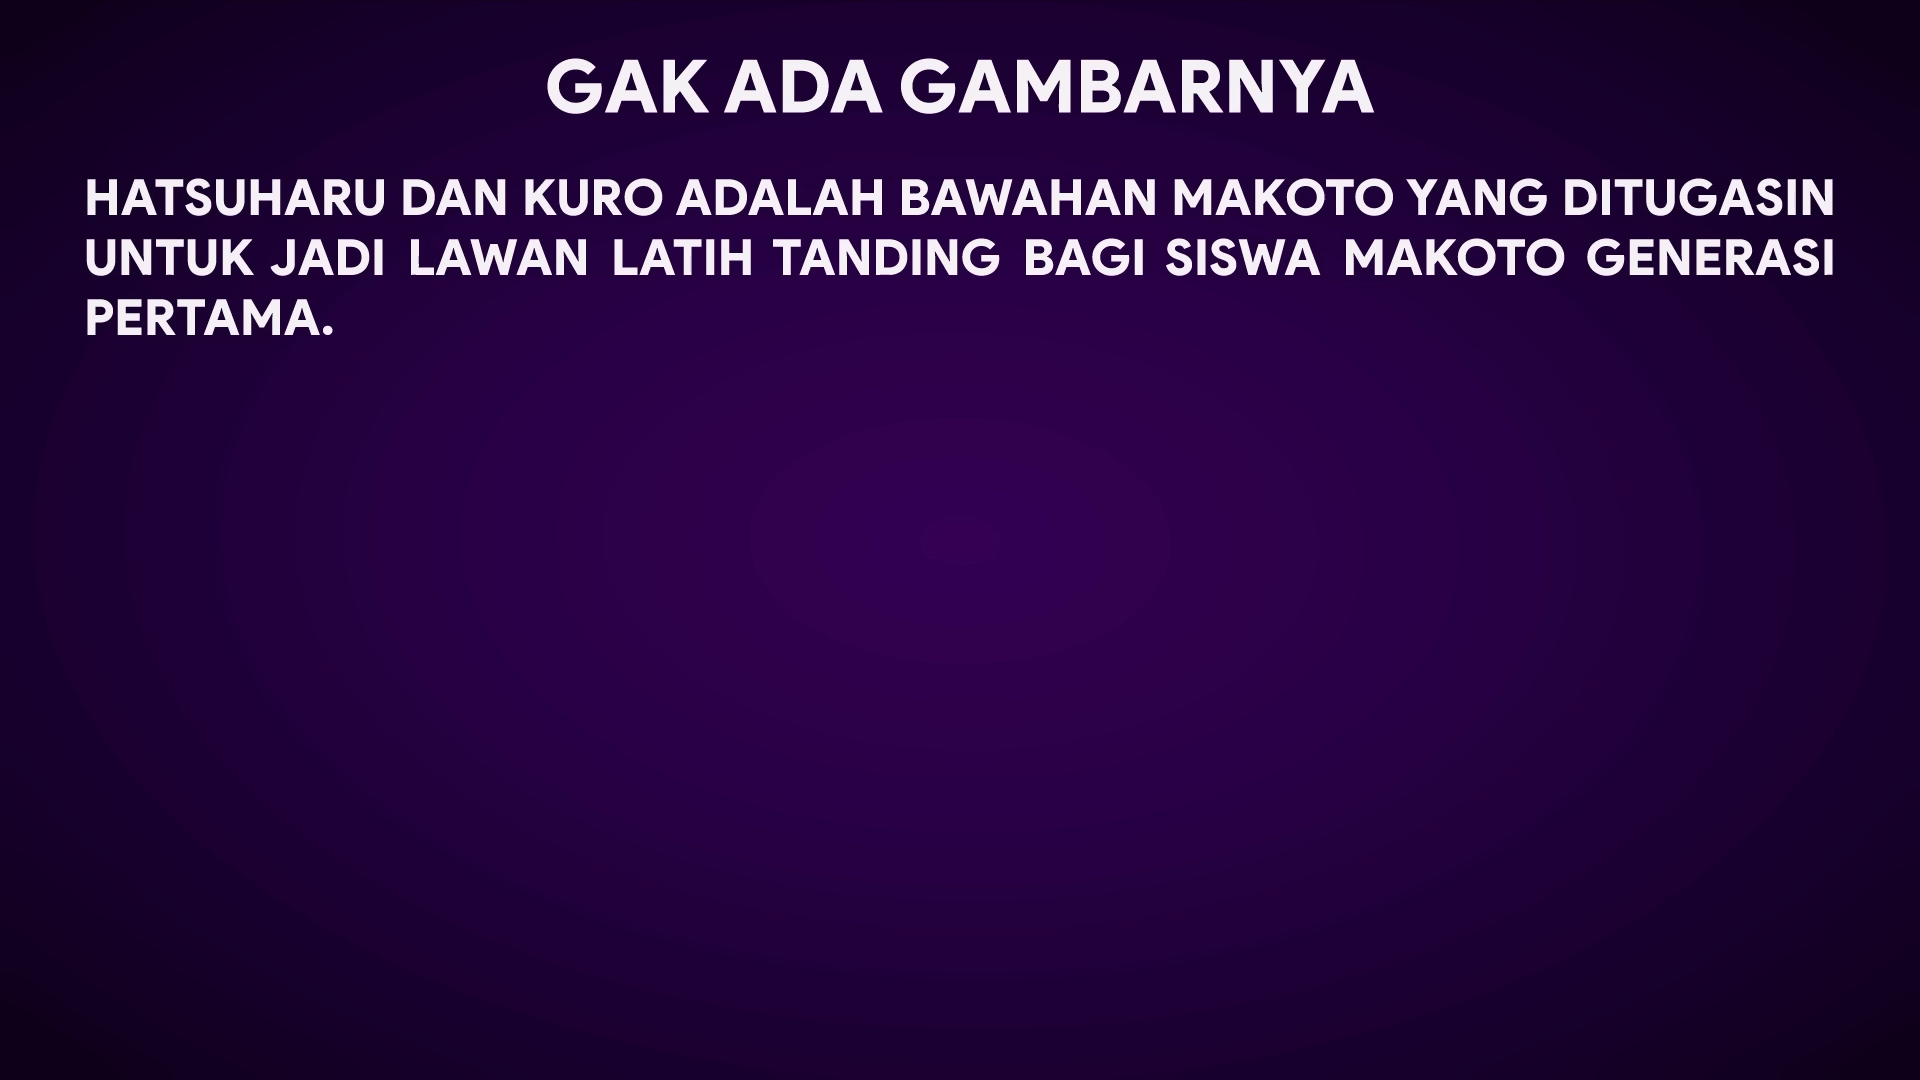 GAK ADA GAMBARNYA
HATSUHARU DAN KURO ADALAH BAWAHAN MAKOTO YANG DITUGASIN
UNTUK JADI LAWAN LATIH TANDING BAGI SISWA MAKOTO GENERASI
PERTAMA.